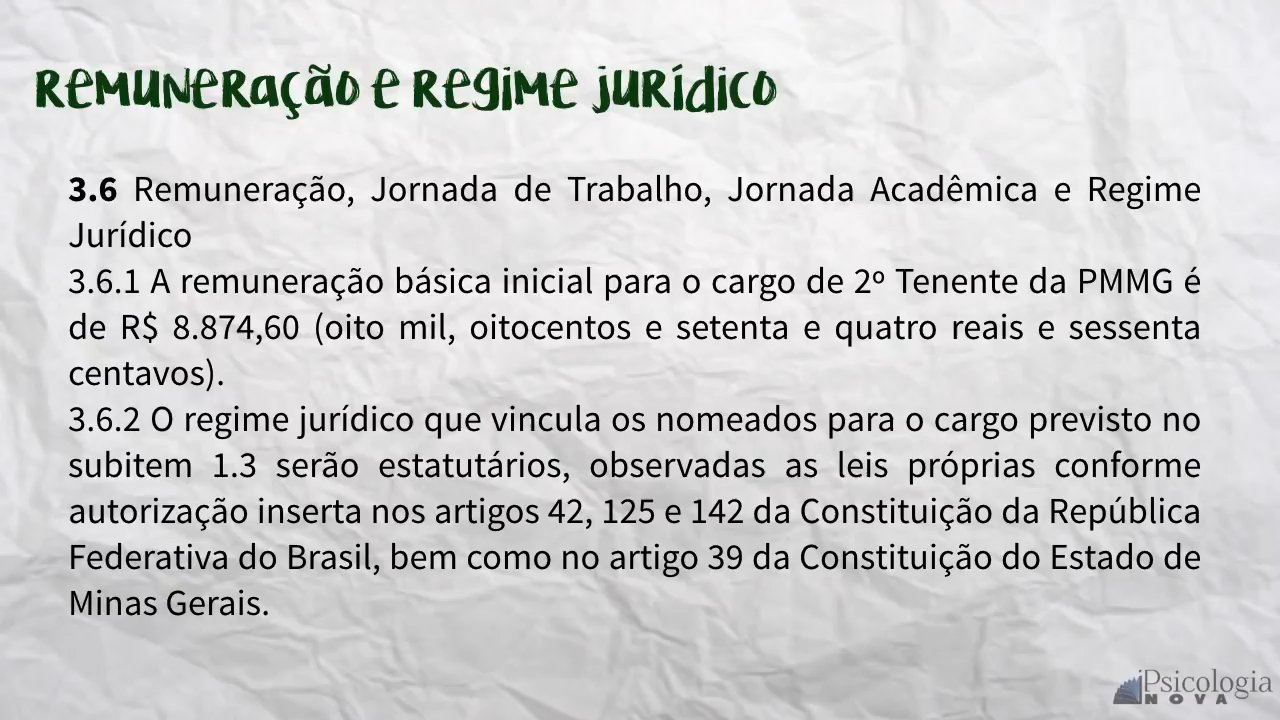 Remuneração e Regime Jurídico
3.6 Remuneração, Jornada de Trabalho, Jornada Acadêmica e Regime
Jurídico
3.6.1 A remuneração básica inicial para o cargo de 2º Tenente da PMMG é
de R$ 8.874,60 (oito mil, oitocentos e setenta e quatro reais e sessenta
centavos).
3.6.2 O regime jurídico que vincula os nomeados para o cargo previsto no
subitem 1.3 serão estatutários, observadas as leis próprias conforme
autorização inserta nos artigos 42, 125 e 142 da Constituição da República
Federativa do Brasil, bem como no artigo 39 da Constituição do Estado de
Minas Gerais.
Psicologia
NOVA